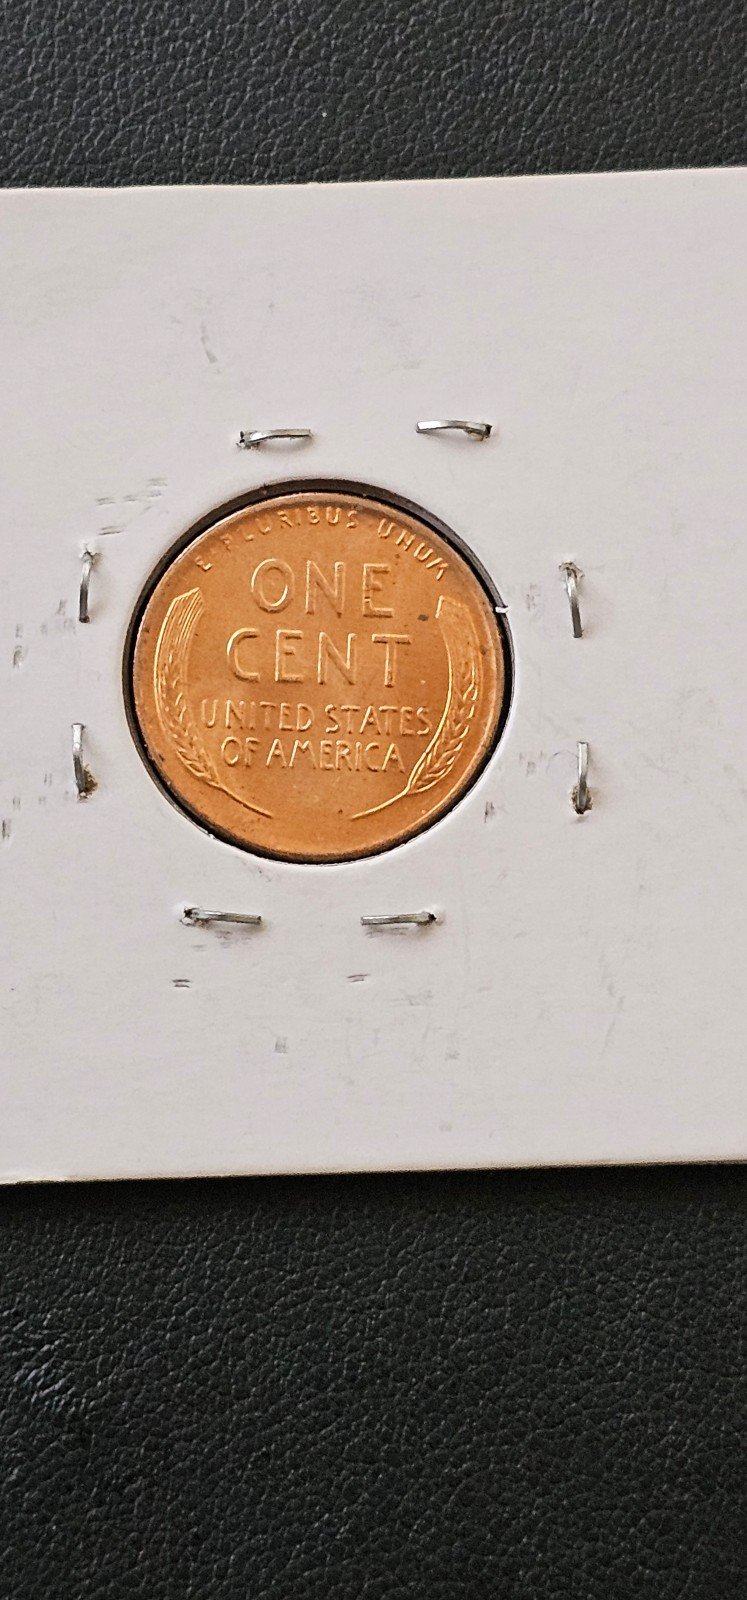 E·PLURIBUS·UNUM
ONE
CENT
UNITED STATES
OF AMERICA